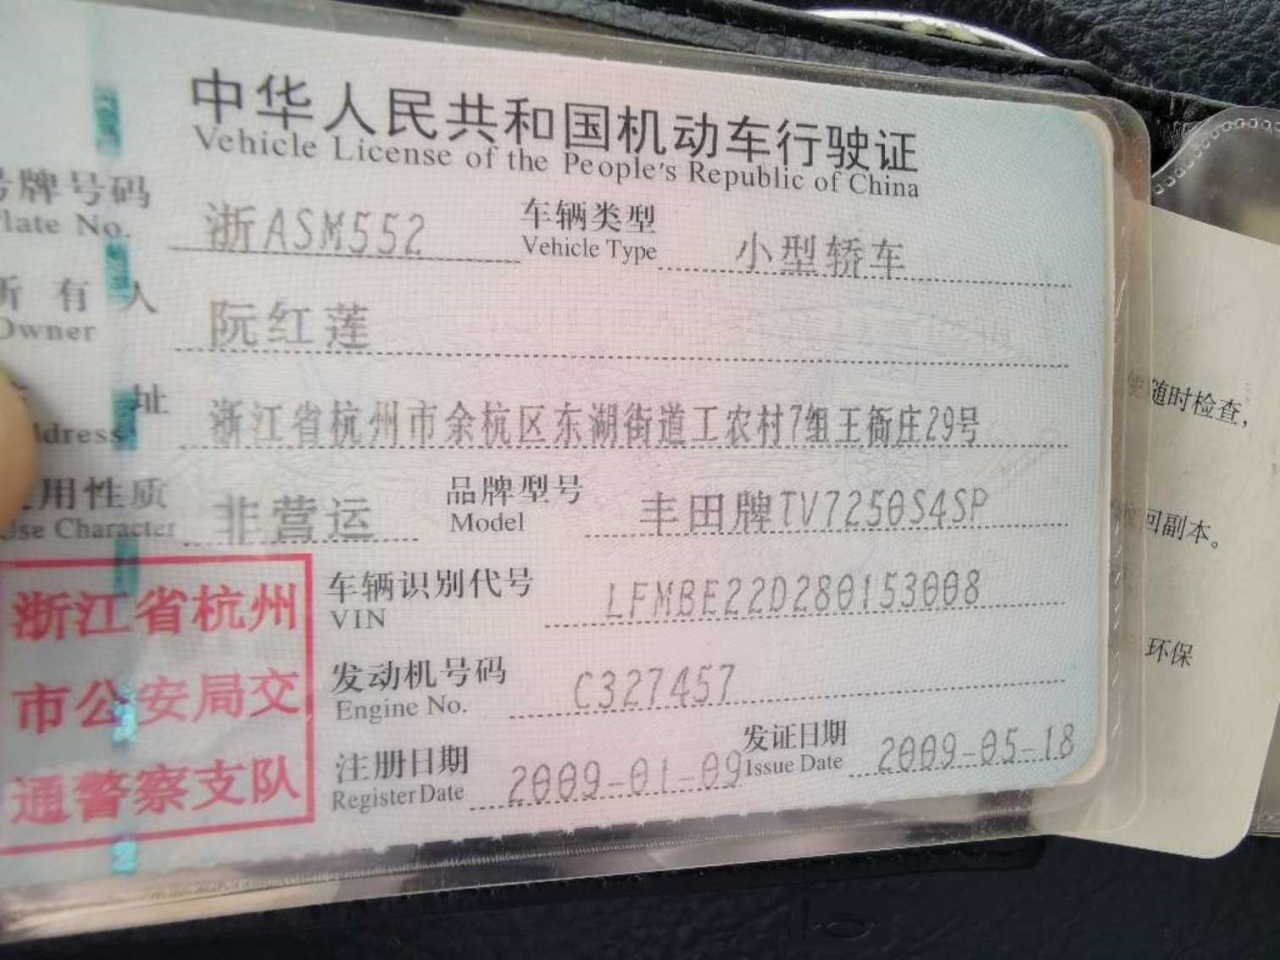 中华人民共和国机动车行驶证
Vehicle License of the People's Republic of China
号牌号码 浙ASM552 车辆类型 小型轿车
Plate No. Vehicle Type
所有人 阮红莲
Owner
址 浙江省杭州市余杭区东湖街道工农村7组王衙庄29号
Address
使用性质 非营运 品牌型号 丰田牌TV7250S4SP
Use Character Model
车辆识别代号 LFMBE22D280153008
VIN
发动机号码 C327457
Engine No.
注册日期 2009-01-09 发证日期 2009-05-18
Register Date Issue Date
浙江省杭州
市公安局交
通警察支队
随时检查，
回副本。
环保